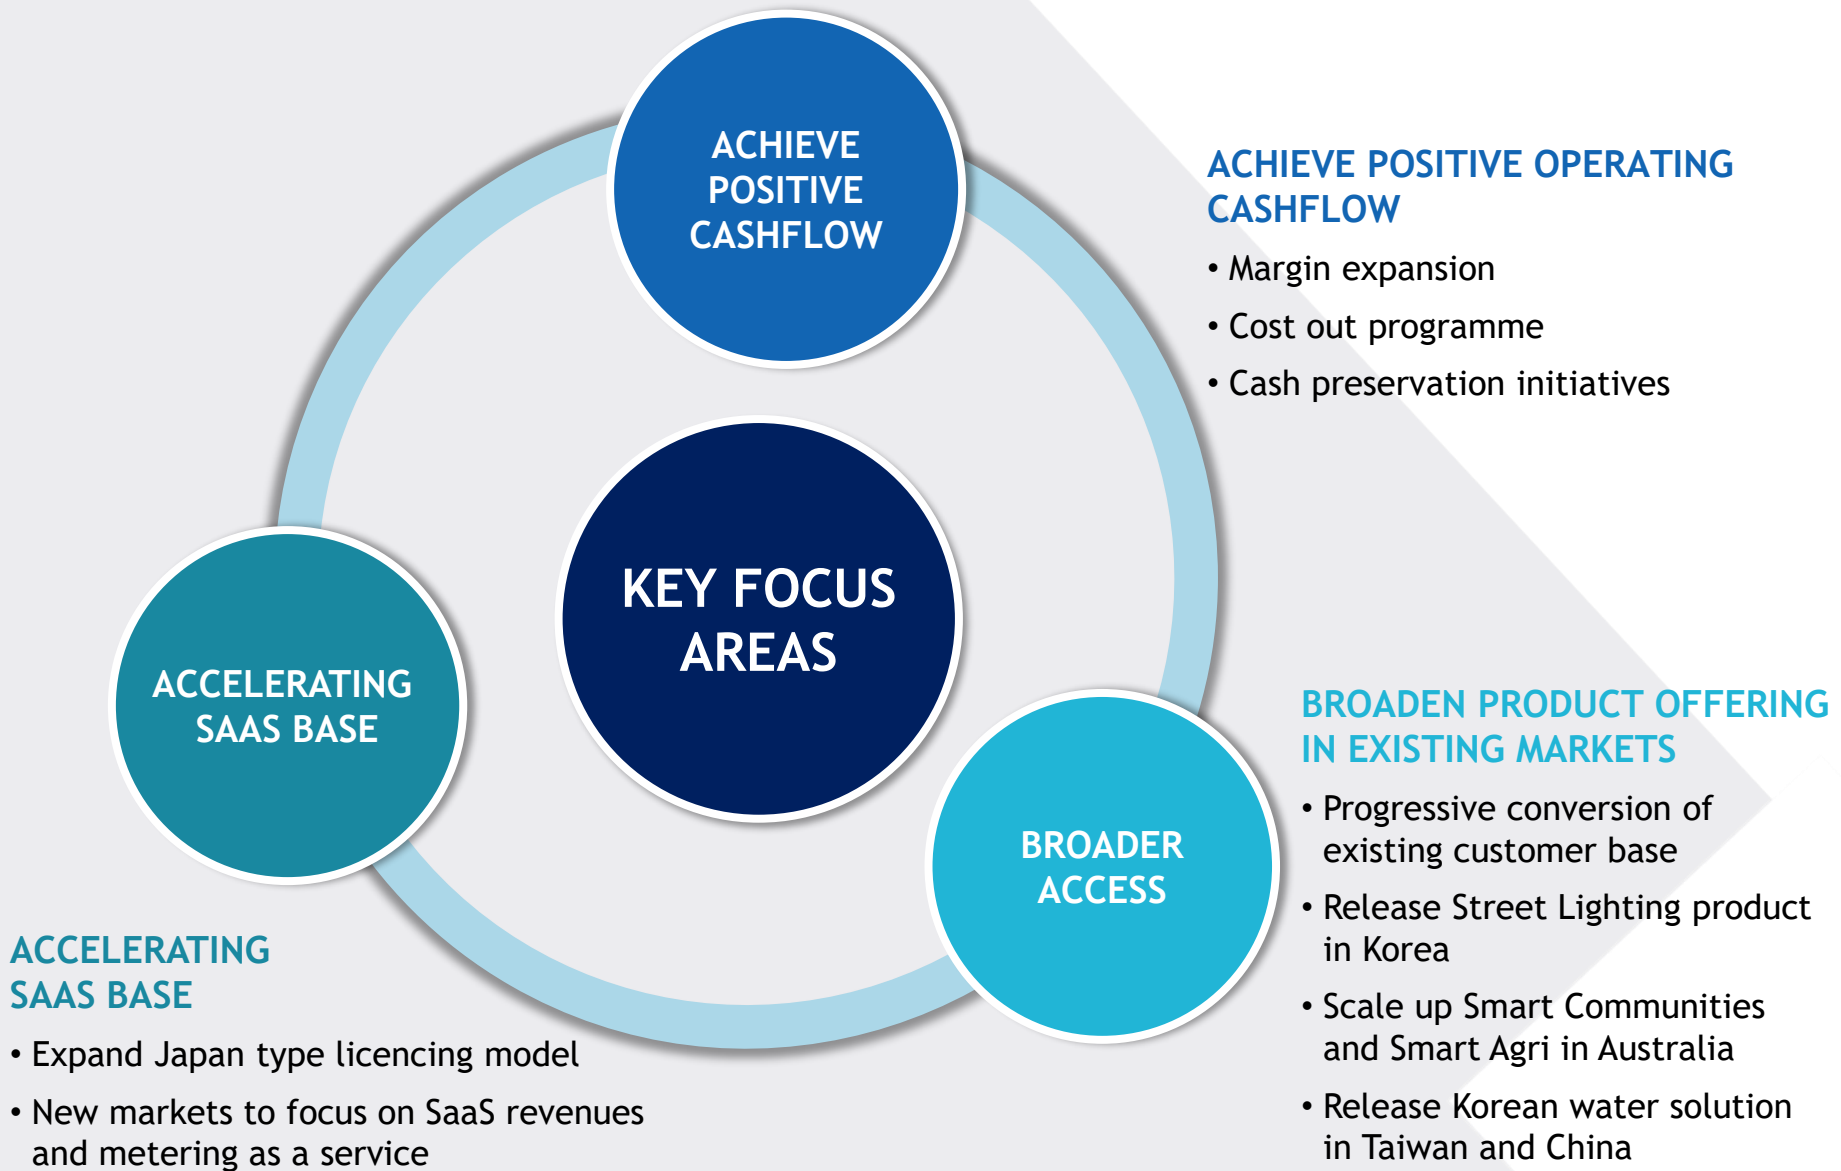 ACHIEVE
POSITIVE
CASHFLOW
ACHIEVE POSITIVE OPERATING
CASHFLOW
• Margin expansion
• Cost out programme
• Cash preservation initiatives
KEY FOCUS
AREAS
ACCELERATING
SAAS BASE
BROADER
ACCESS
BROADEN PRODUCT OFFERING
IN EXISTING MARKETS
• Progressive conversion of
existing customer base
• Release Street Lighting product
in Korea
• Scale up Smart Communities
and Smart Agri in Australia
• Release Korean water solution
in Taiwan and China
ACCELERATING
SAAS BASE
• Expand Japan type licencing model
• New markets to focus on SaaS revenues
and metering as a service